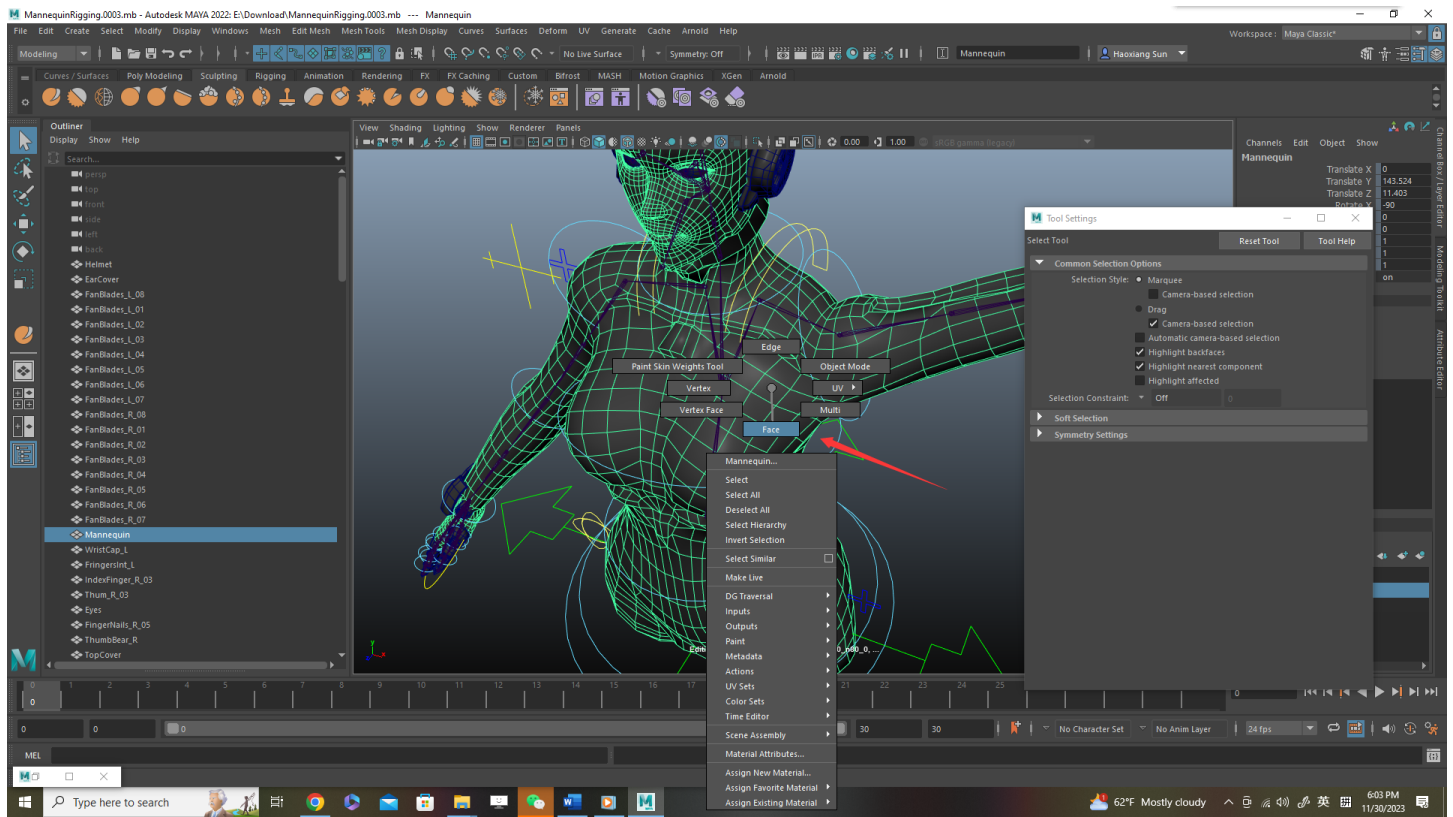 MannequinRigging.0003.mb - Autodesk MAYA 2022: E:\Download\MannequinRigging.0003.mb --- Mannequin
File Edit Create Select Modify Display Windows Mesh Edit Mesh Mesh Tools Mesh Display Curves Surfaces Deform UV Generate Cache Arnold Help
Workspace: Maya Classic*
Modeling
No Live Surface
Symmetry: Off
Mannequin
Haoxiang Sun
Curves / Surfaces Poly Modeling Sculpting Rigging Animation Rendering FX FX Caching Custom Bifrost MASH Motion Graphics XGen Arnold
Outliner
Display Show Help
Search...
persp
top
front
side
left
back
Helmet
EarCover
FanBlades_L_08
FanBlades_L_01
FanBlades_L_02
FanBlades_L_03
FanBlades_L_04
FanBlades_L_05
FanBlades_L_06
FanBlades_L_07
FanBlades_R_08
FanBlades_R_01
FanBlades_R_02
FanBlades_R_03
FanBlades_R_04
FanBlades_R_05
FanBlades_R_06
FanBlades_R_07
Mannequin
WristCap_L
FringersInt_L
IndexFinger_R_03
Thum_R_03
Eyes
FingerNails_R_05
ThumbBear_R
TopCover
View Shading Lighting Show Renderer Panels
0.00 1.00 sRGB gamma (legacy)
Edge
Paint Skin Weights Tool
Object Mode
Vertex
UV
Vertex Face
Multi
Face
Mannequin...
Select
Select All
Deselect All
Select Hierarchy
Invert Selection
Select Similar
Make Live
DG Traversal
Inputs
Outputs
Paint
Metadata
Actions
UV Sets
Color Sets
Time Editor
Scene Assembly
Material Attributes...
Assign New Material...
Assign Favorite Material
Assign Existing Material
y
x
Channels Edit Object Show
Mannequin
Translate X 0
Translate Y 143.524
Translate Z 11.403
Rotate X -90
0
0
1
1
1
on
Channel Box / Layer Editor
Modeling Toolkit
Attribute Editor
Tool Settings
Select Tool
Reset Tool
Tool Help
Common Selection Options
Selection Style: Marquee
Camera-based selection
Drag
Camera-based selection
Automatic camera-based selection
Highlight backfaces
Highlight nearest component
Highlight affected
Selection Constraint: Off 0
Soft Selection
Symmetry Settings
0 1 2 3 4 5 6 7 8 9 10 11 12 13 14 15 16 17 21 22 23 24 25
0
0
0 0 0 30 30
No Character Set
No Anim Layer
24 fps
MEL
Type here to search
62°F Mostly cloudy
英
6:03 PM
11/30/2023